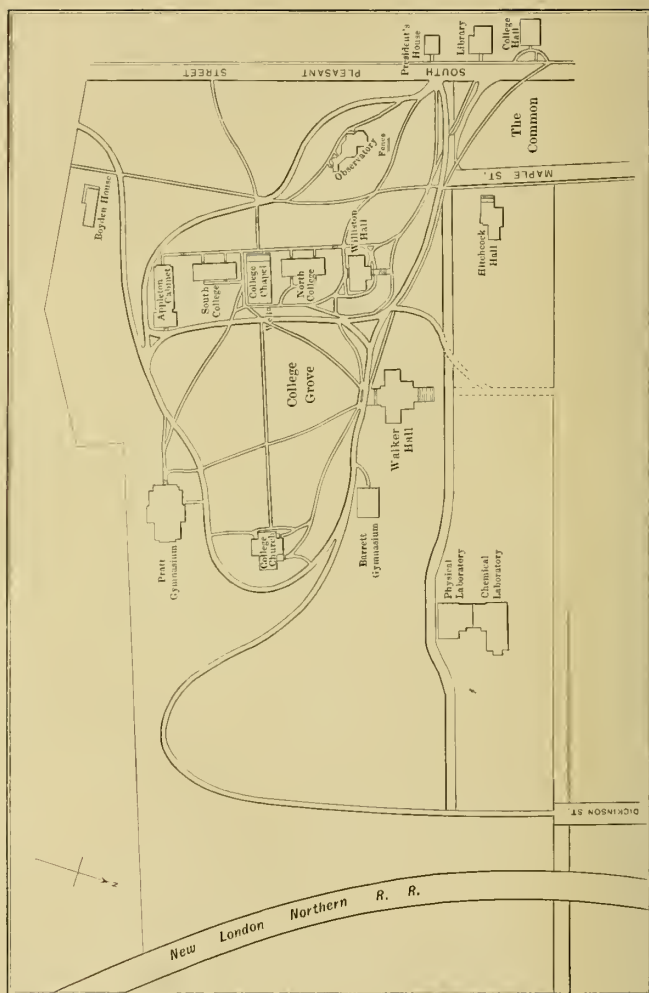 STREET
PLEASANT
SOUTH
President's
House
Library
College
Hall
The
Common
MAPLE ST.
Boyden House
Observatory
Fence
Appleton
Cabinet
South
College
College
Chapel
North
College
Williston
Hall
Well
Hitchcock
Hall
College
Grove
Walker
Hall
Pratt
Gymnasium
College
Church
Barrett
Gymnasium
Physical
Laboratory
Chemical
Laboratory
DICKINSON ST.
N
New London Northern R. R.